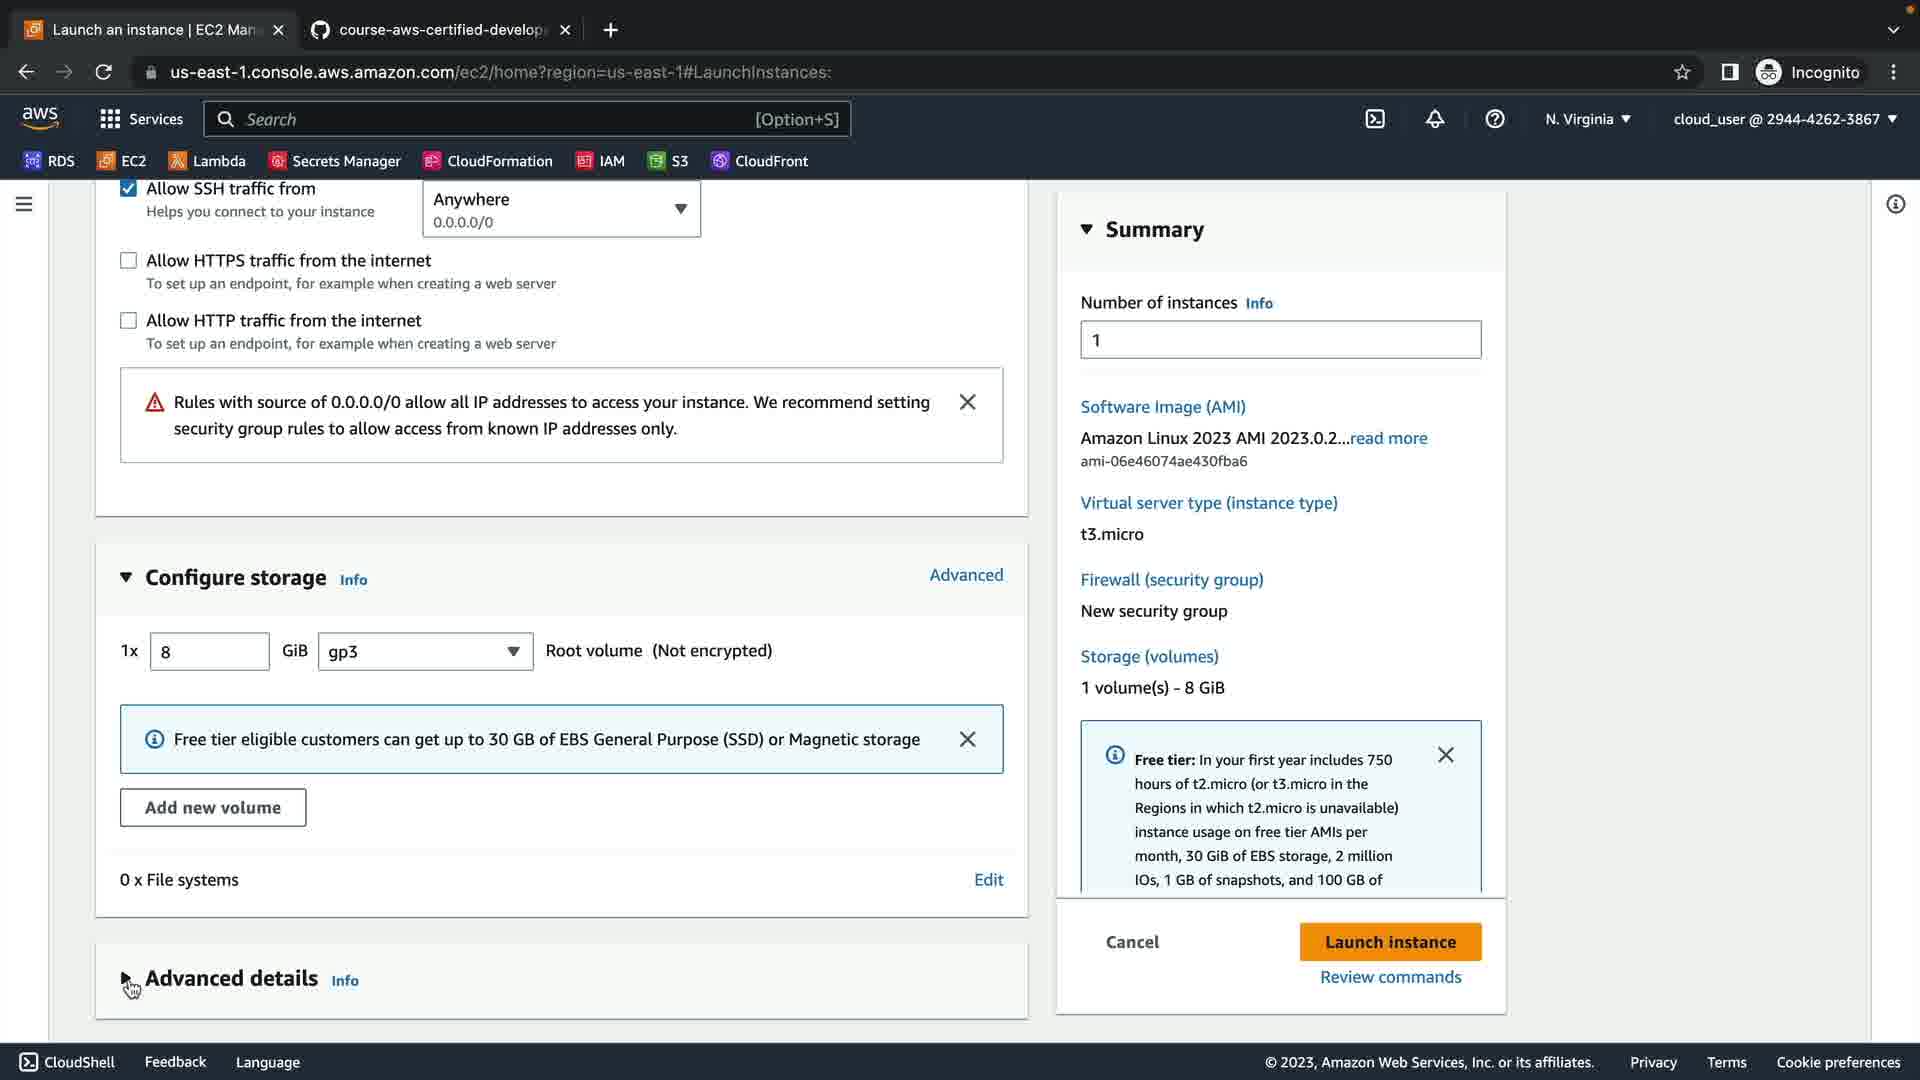 Launch an instance | EC2 Man
course-aws-certified-develop
us-east-1.console.aws.amazon.com/ec2/home?region=us-east-1#LaunchInstances:
Incognito
aws
Services
Search
[Option+S]
N. Virginia
cloud_user @ 2944-4262-3867
RDS
EC2
Lambda
Secrets Manager
CloudFormation
IAM
S3
CloudFront
Allow SSH traffic from
Helps you connect to your instance
Anywhere
0.0.0.0/0
Allow HTTPS traffic from the internet
To set up an endpoint, for example when creating a web server
Allow HTTP traffic from the internet
To set up an endpoint, for example when creating a web server
Rules with source of 0.0.0.0/0 allow all IP addresses to access your instance. We recommend setting
security group rules to allow access from known IP addresses only.
Configure storage Info
Advanced
1x 8 GiB gp3 Root volume (Not encrypted)
Free tier eligible customers can get up to 30 GB of EBS General Purpose (SSD) or Magnetic storage
Add new volume
0 x File systems
Edit
Advanced details Info
Summary
Number of instances Info
1
Software Image (AMI)
Amazon Linux 2023 AMI 2023.0.2...read more
ami-06e46074ae430fba6
Virtual server type (instance type)
t3.micro
Firewall (security group)
New security group
Storage (volumes)
1 volume(s) - 8 GiB
Free tier: In your first year includes 750
hours of t2.micro (or t3.micro in the
Regions in which t2.micro is unavailable)
instance usage on free tier AMIs per
month, 30 GiB of EBS storage, 2 million
IOs, 1 GB of snapshots, and 100 GB of
Cancel
Launch instance
Review commands
CloudShell
Feedback
Language
© 2023, Amazon Web Services, Inc. or its affiliates.
Privacy
Terms
Cookie preferences